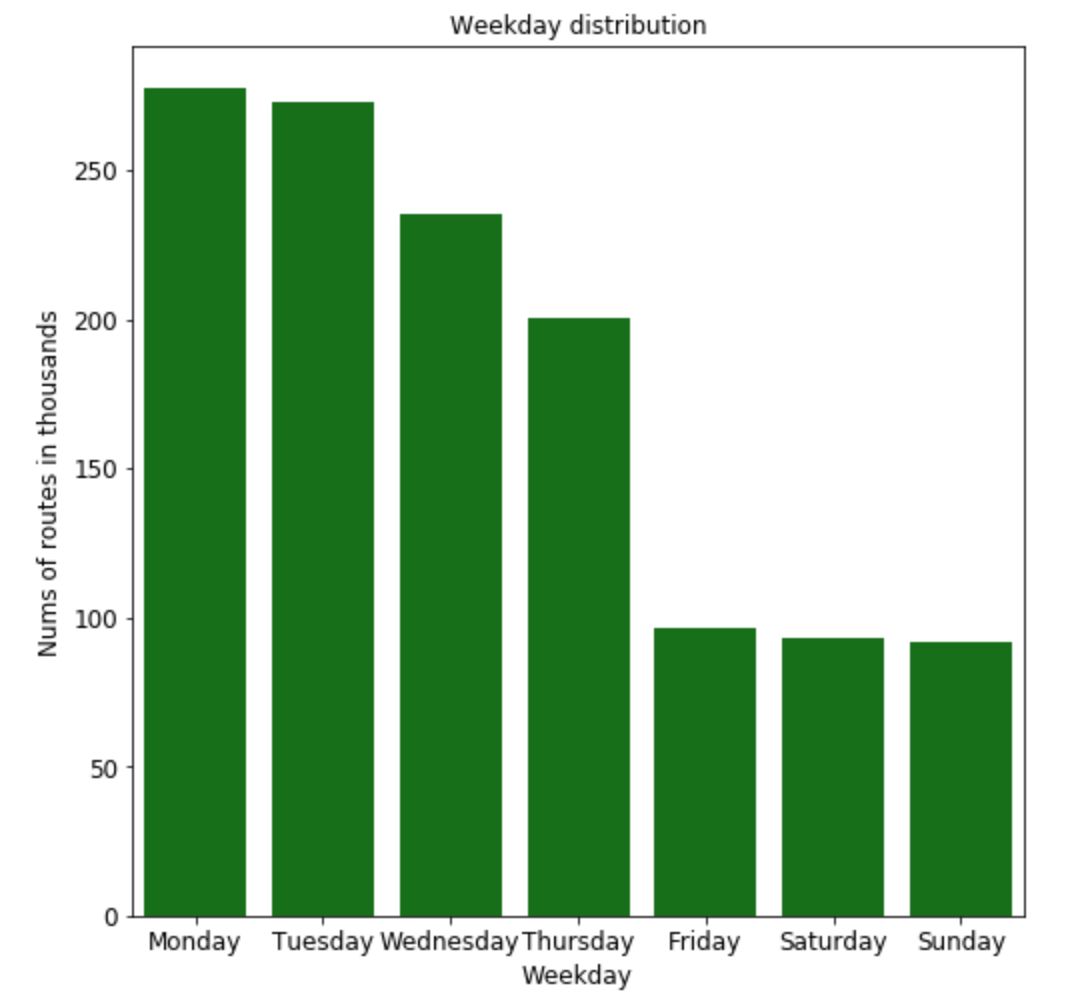 Weekday distribution
Nums of routes in thousands
250
200
150
100
50
0
Monday Tuesday Wednesday Thursday Friday Saturday Sunday
Weekday